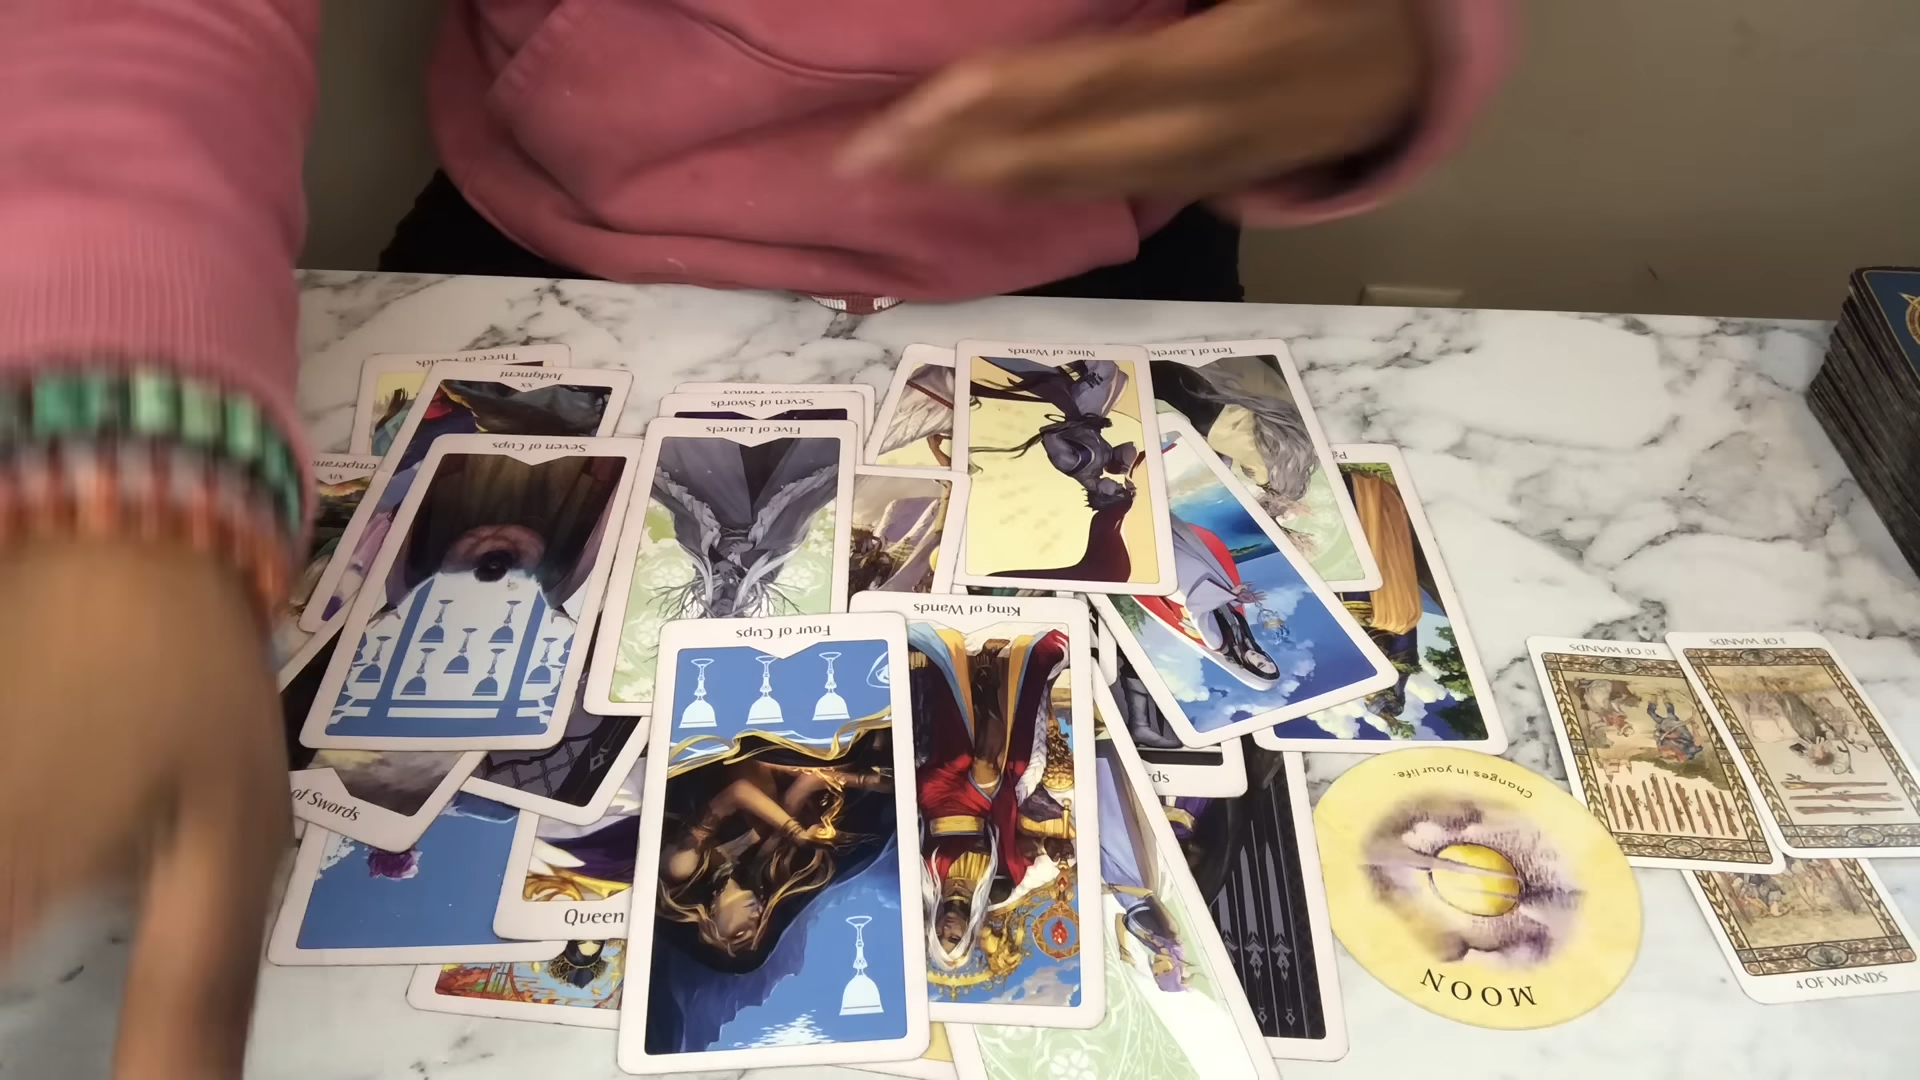 Three of
XX
Judgment
Seven of Cups
XIV
Seven of Swords
Five of Laurels
Nine of Wands
Ten of Laurels
King of Wands
Four of Cups
of Swords
Queen
10 OF WANDS
3 OF WANDS
Changes in your life.
MOON
4 OF WANDS